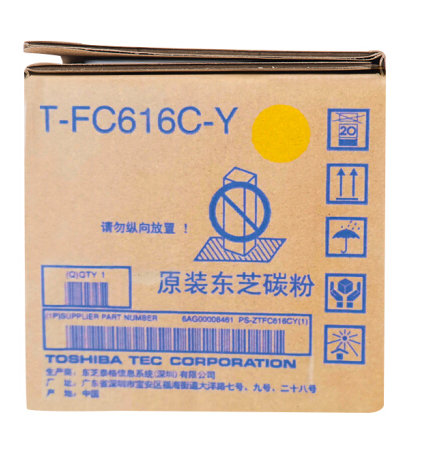 T-FC616C-Y
20
请勿纵向放置！
原装东芝碳粉
(Q)QTY 1
(1P)SUPPLIER PART NUMBER 6AG00008461 PS-ZTFC616CY(1)
TOSHIBA TEC CORPORATION
生产商：东芝泰格信息系统(深圳)有限公司
厂 址：广东省深圳市宝安区福海街道大洋路七号、九号、二十八号
产 地：中国